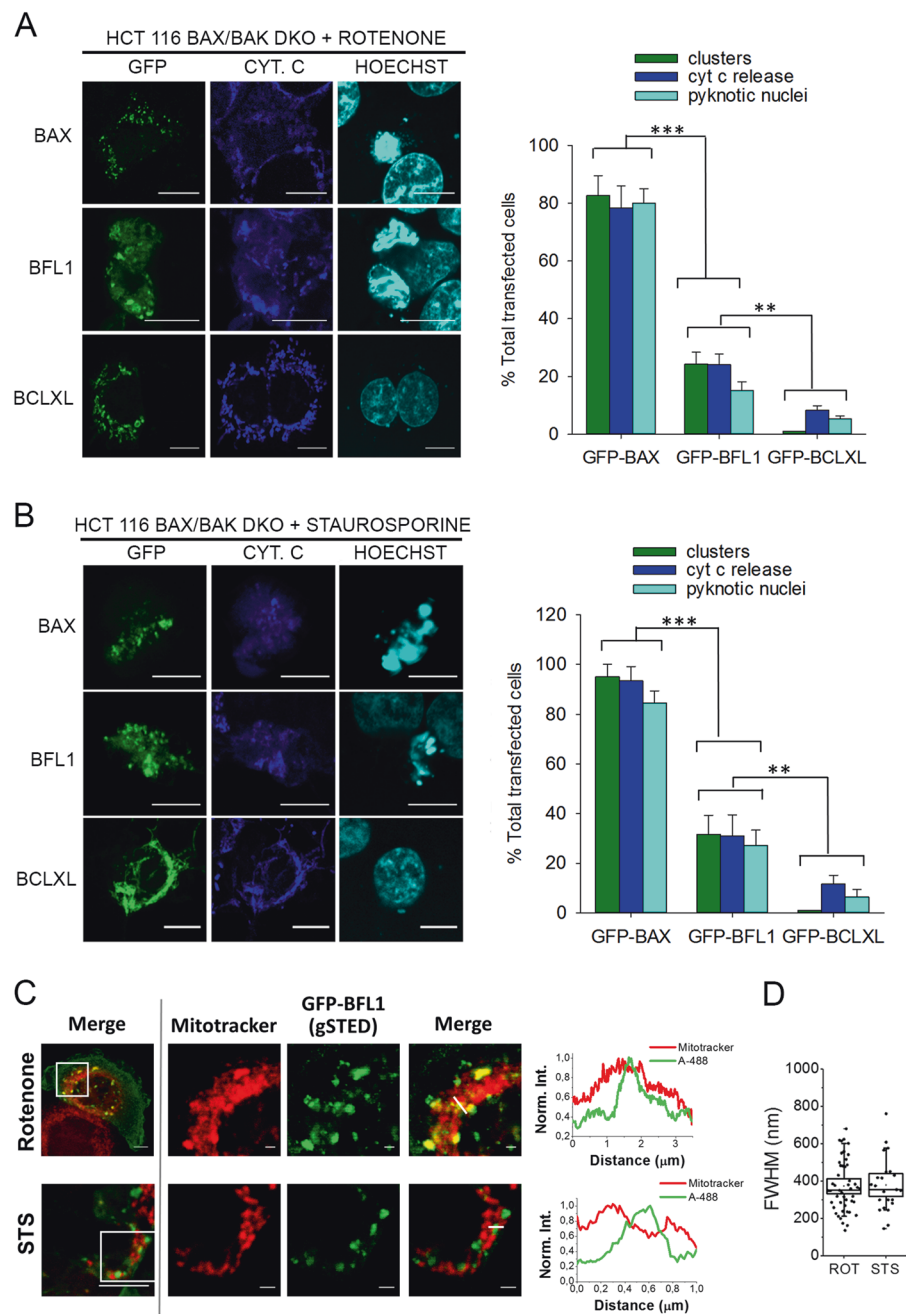 A
HCT 116 BAX/BAK DKO + ROTENONE
GFP CYT. C HOECHST
BAX
BFL1
BCLXL
clusters
cyt c release
pyknotic nuclei
% Total transfected cells
100
80
60
40
20
0
***
**
GFP-BAX GFP-BFL1 GFP-BCLXL
B
HCT 116 BAX/BAK DKO + STAUROSPORINE
GFP CYT. C HOECHST
BAX
BFL1
BCLXL
clusters
cyt c release
pyknotic nuclei
% Total transfected cells
120
100
80
60
40
20
0
***
**
GFP-BAX GFP-BFL1 GFP-BCLXL
C
Merge Mitotracker GFP-BFL1 (gSTED) Merge
Rotenone
STS
Mitotracker
A-488
Norm. Int.
1,0
0,8
0,6
0,4
0,2
0 1 2 3
Distance (μm)
Mitotracker
A-488
Norm. Int.
1,0
0,8
0,6
0,4
0,2
0,0
0,0 0,2 0,4 0,6 0,8 1,0
Distance (μm)
D
FWHM (nm)
1000
800
600
400
200
0
ROT STS